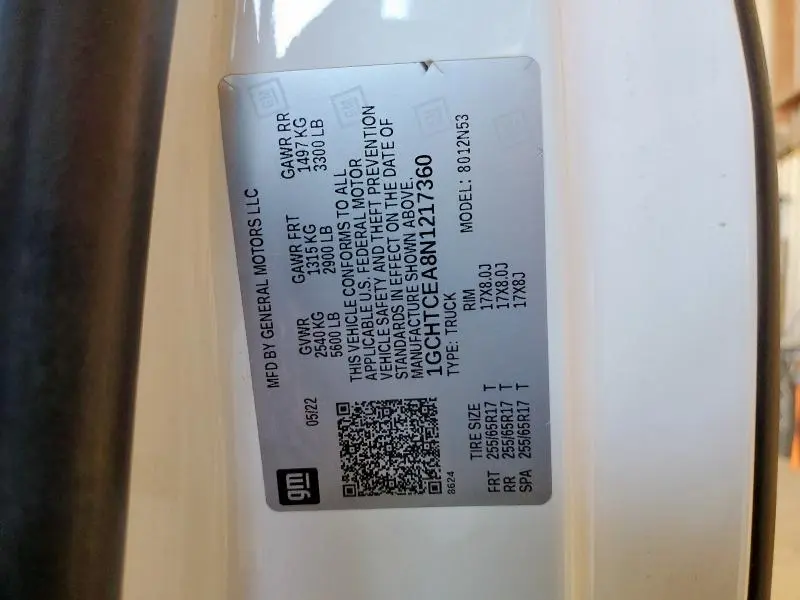 gm
MFD BY GENERAL MOTORS LLC
05/22
GVWR
2540 KG
5600 LB
GAWR FRT
1315 KG
2900 LB
GAWR RR
1497 KG
3300 LB
THIS VEHICLE CONFORMS TO ALL
APPLICABLE U.S. FEDERAL MOTOR
VEHICLE SAFETY AND THEFT PREVENTION
STANDARDS IN EFFECT ON THE DATE OF
MANUFACTURE SHOWN ABOVE.
1GCHTCEA8N1217360
8624
TYPE: TRUCK
MODEL: 8012N53
TIRE SIZE
RIM
FRT 255/65R17 T 17X8.0J
RR 255/65R17 T 17X8.0J
SPA 255/65R17 T 17X8J